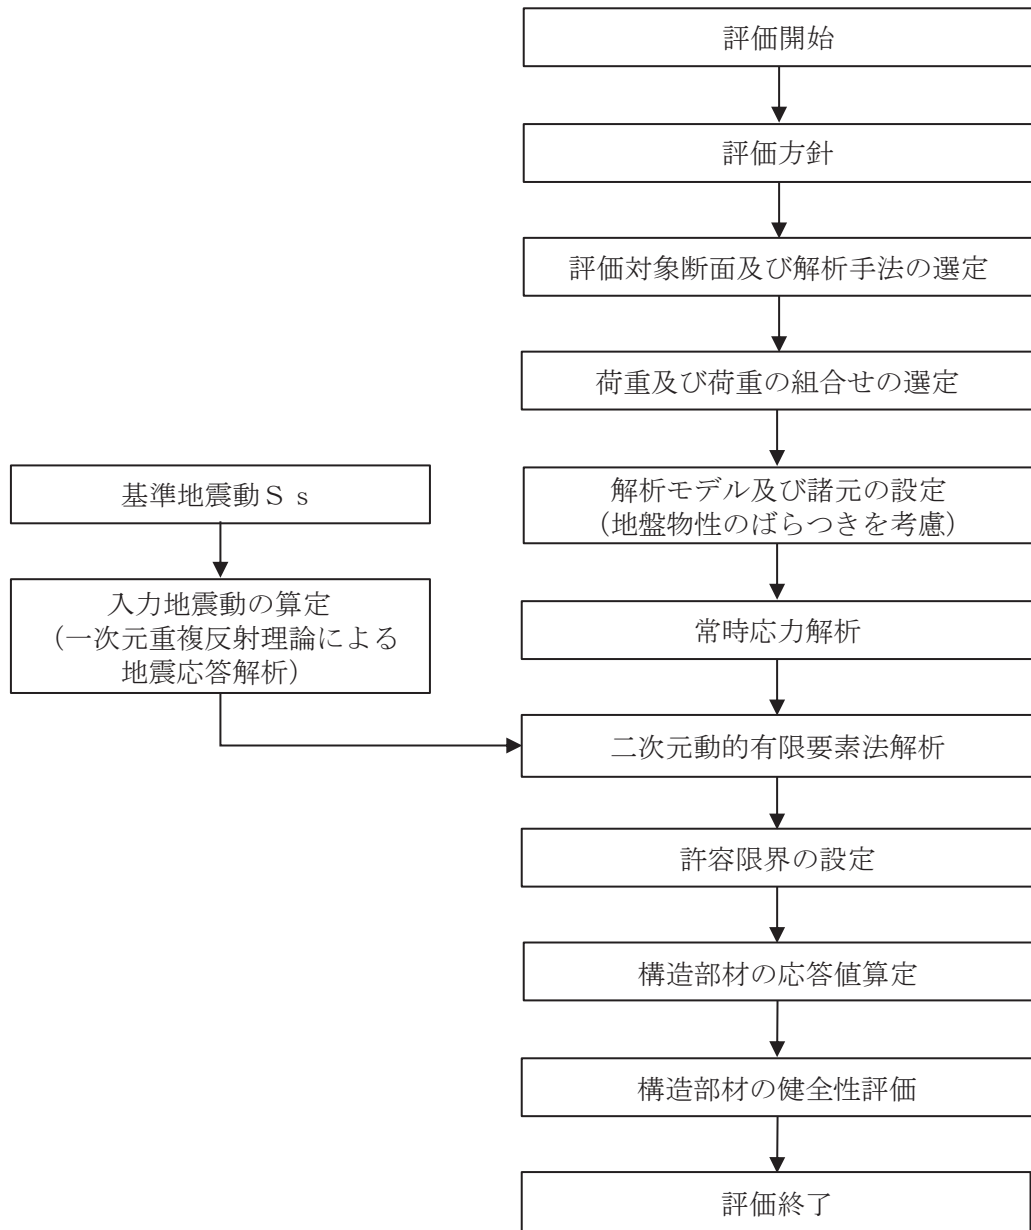 評価開始
評価方針
評価対象断面及び解析手法の選定
荷重及び荷重の組合せの選定
基準地震動Ｓｓ
解析モデル及び諸元の設定
（地盤物性のばらつきを考慮）
入力地震動の算定
（一次元重複反射理論による
地震応答解析）
常時応力解析
二次元動的有限要素法解析
許容限界の設定
構造部材の応答値算定
構造部材の健全性評価
評価終了